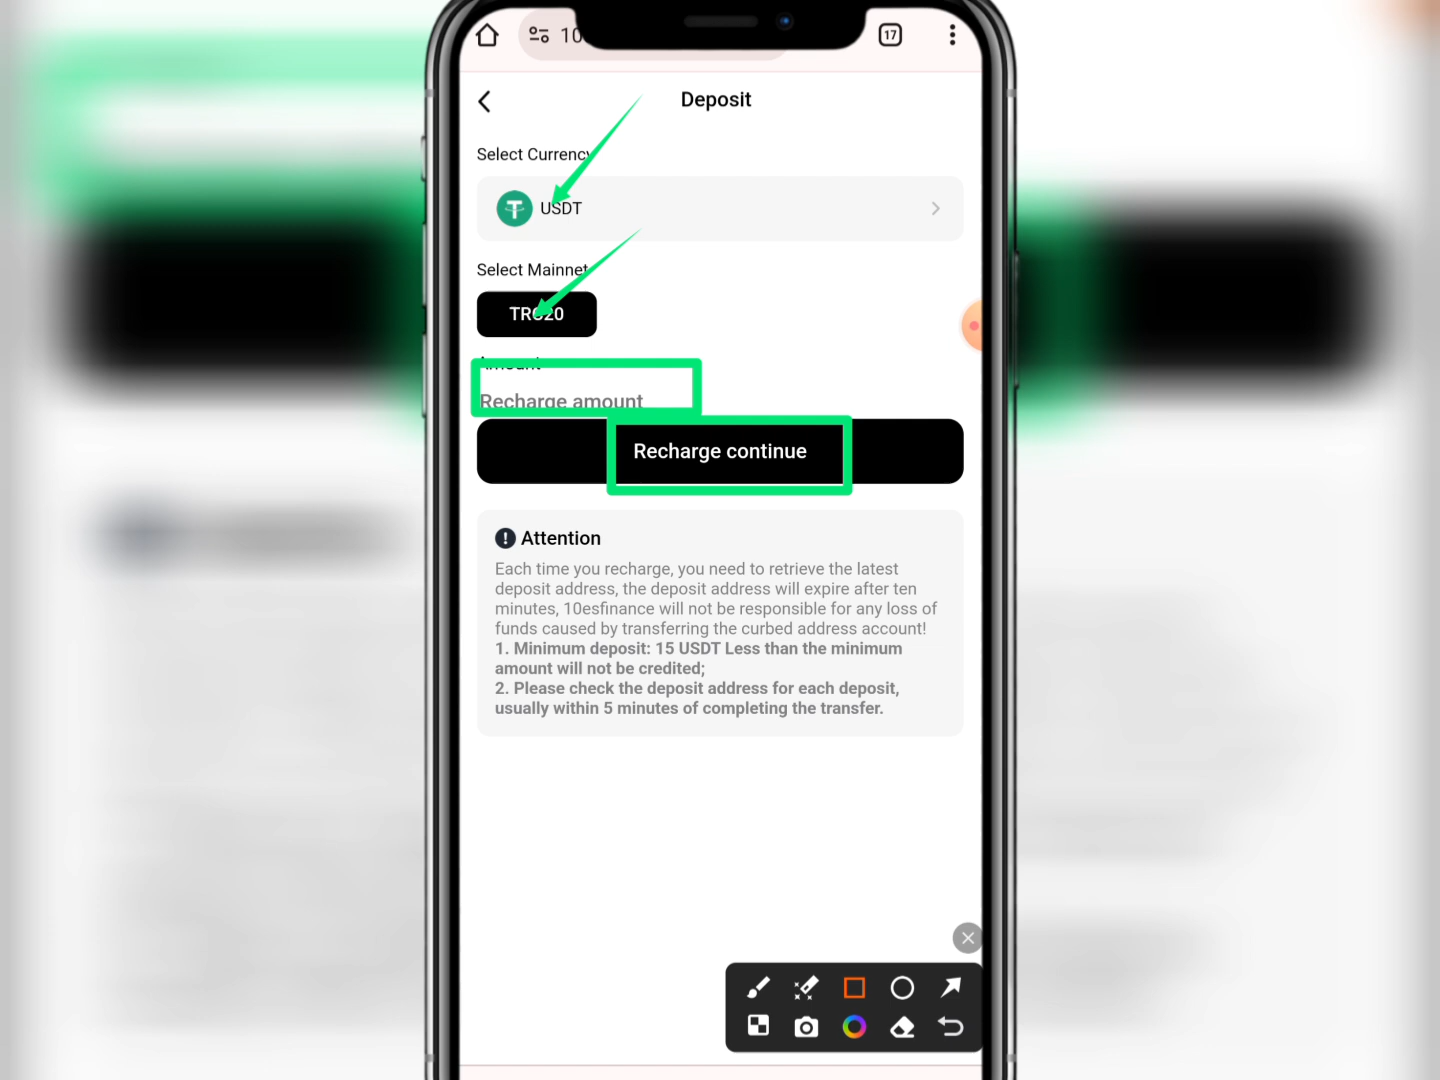 10
17
Deposit
Select Currency
USDT
Select Mainnet
TRC20
Amount
Recharge amount
Recharge continue
! Attention
Each time you recharge, you need to retrieve the latest
deposit address, the deposit address will expire after ten
minutes, 10esfinance will not be responsible for any loss of
funds caused by transferring the curbed address account!
1. Minimum deposit: 15 USDT Less than the minimum
amount will not be credited;
2. Please check the deposit address for each deposit,
usually within 5 minutes of completing the transfer.